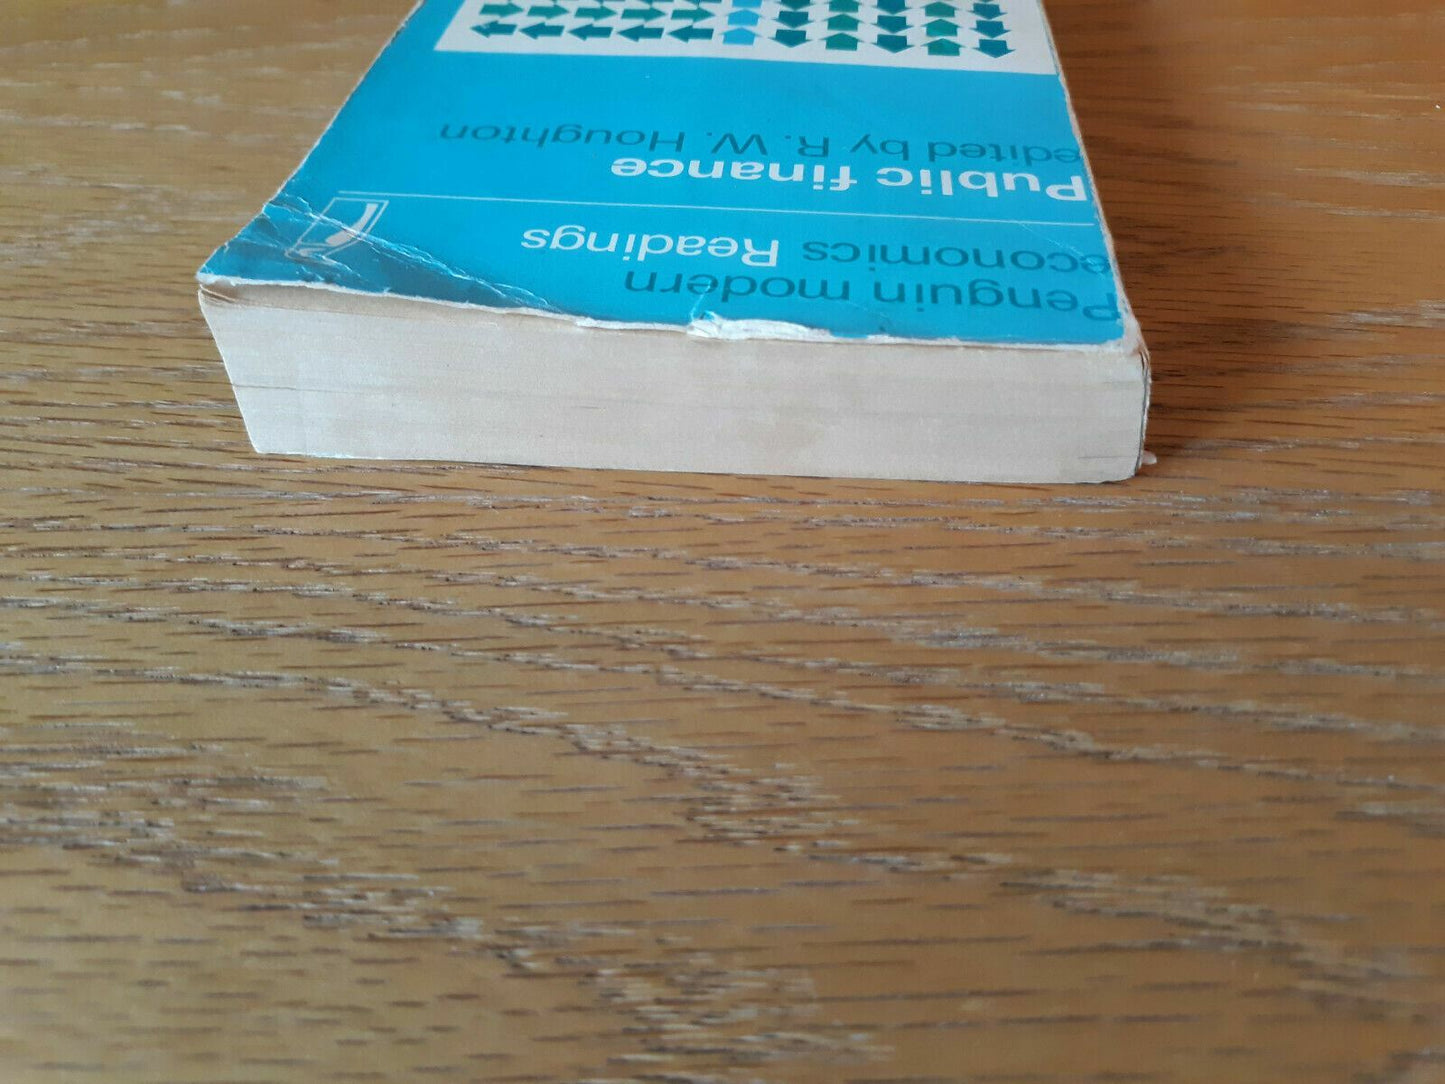 Penguin modern
economics Readings
Public finance
edited by R. W. Houghton